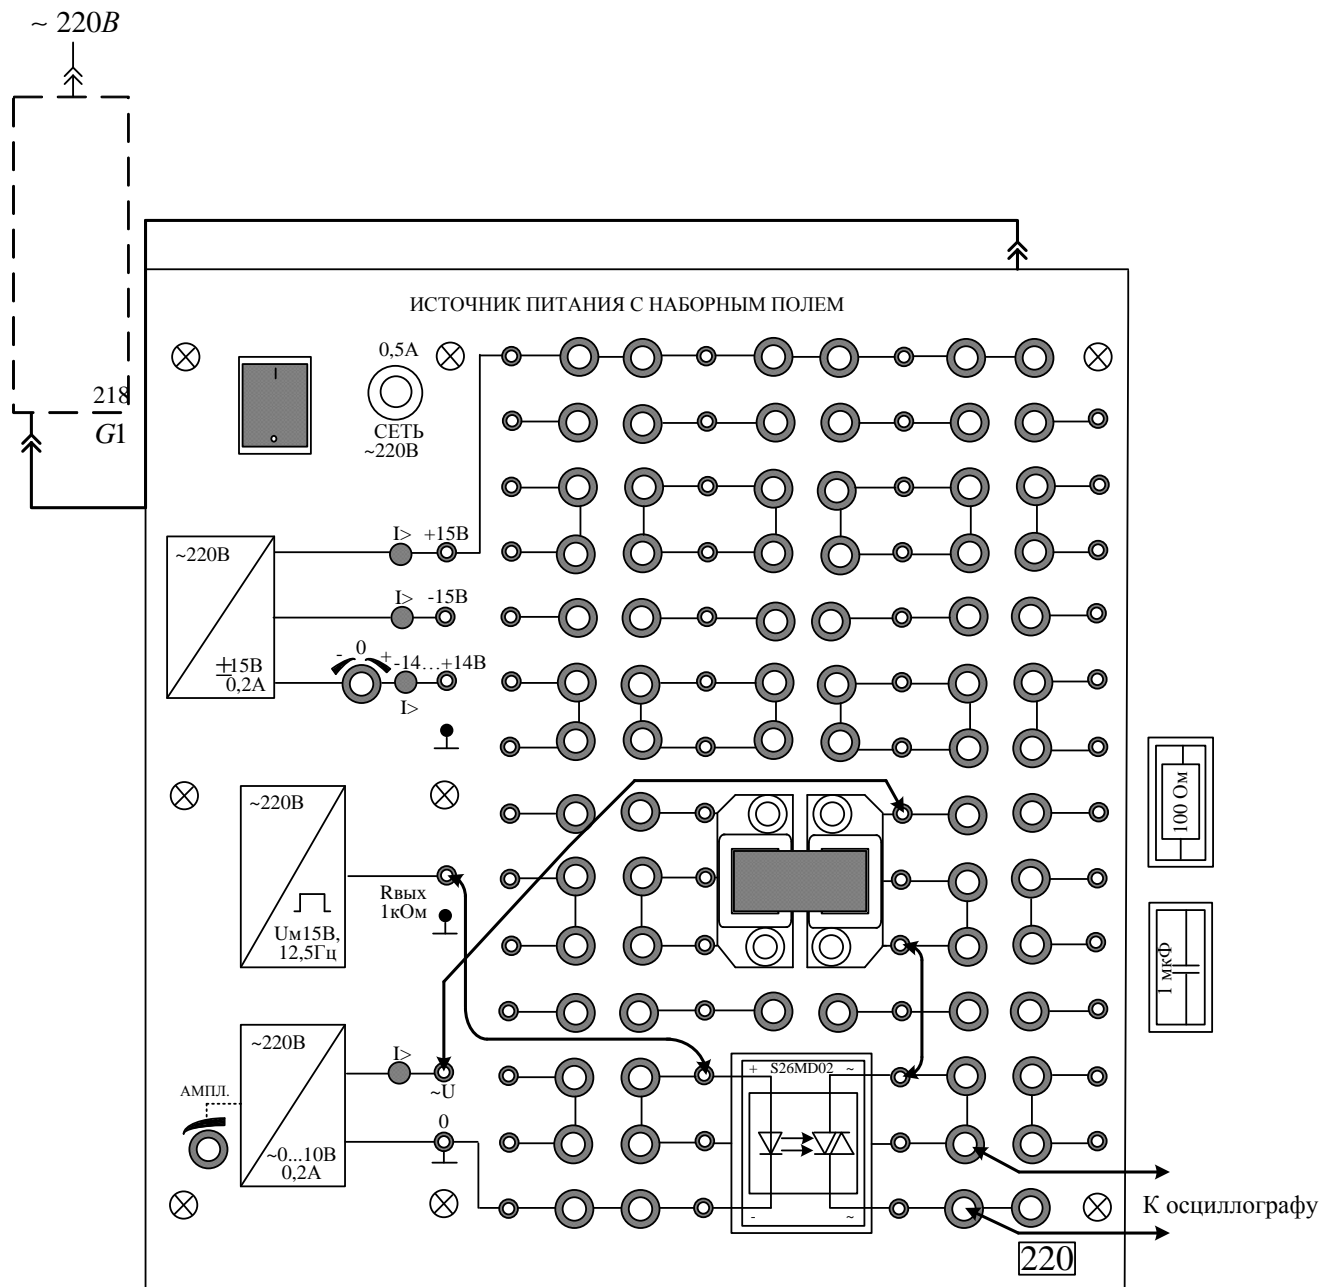 ~ 220В
218
G1
ИСТОЧНИК ПИТАНИЯ С НАБОРНЫМ ПОЛЕМ
0,5А
СЕТЬ
~220В
I> +15В
~220В
I> -15В
- 0 + -14…+14В
±15В
0,2А
I>
~220В
Rвых
1кОм
Uм15В,
12,5Гц
100 Ом
1 мкФ
~220В
I>
~U
АМПЛ.
0
~0...10В
0,2А
+ S26MD02 ~
- ~
К осциллографу
220